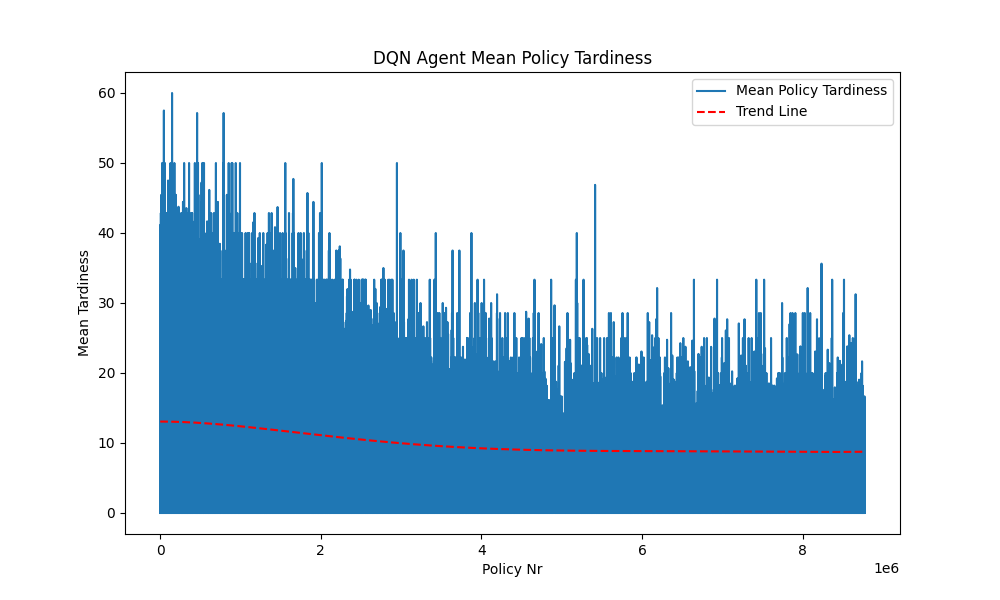 DQN Agent Mean Policy Tardiness
Mean Policy Tardiness
Trend Line
60
50
40
30
20
10
0
Mean Tardiness
0
2
4
6
8
1e6
Policy Nr